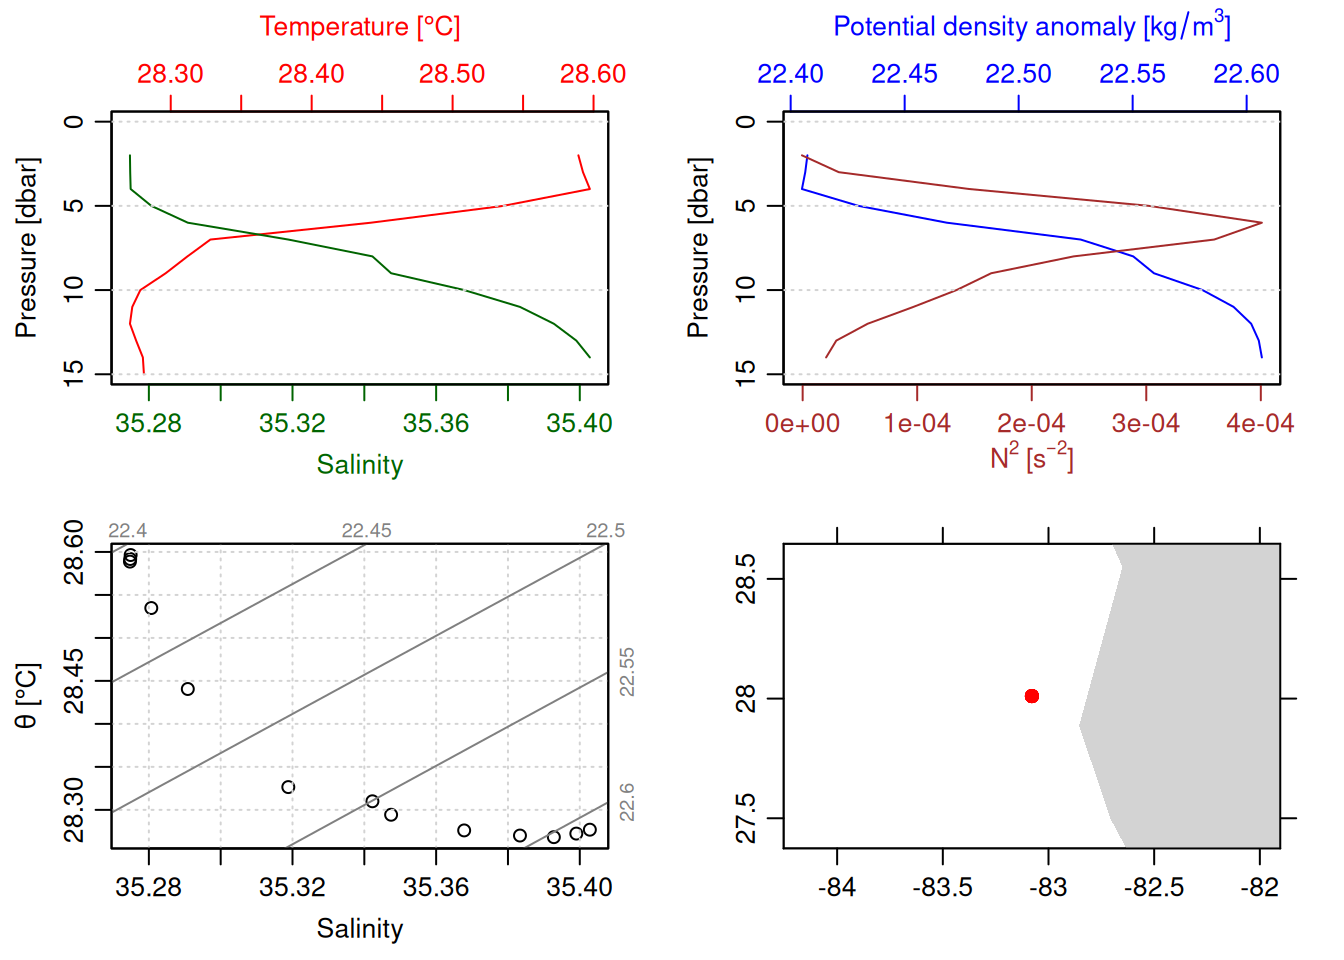 Temperature [°C]
28.30 28.40 28.50 28.60
Pressure [dbar]
0 5 10 15
35.28 35.32 35.36 35.40
Salinity
Potential density anomaly [kg/m³]
22.40 22.45 22.50 22.55 22.60
Pressure [dbar]
0 5 10 15
0e+00 1e-04 2e-04 3e-04 4e-04
N² [s⁻²]
22.4 22.45 22.5
22.55
22.6
θ [°C]
28.60 28.45 28.30
35.28 35.32 35.36 35.40
Salinity
28.5 28 27.5
-84 -83.5 -83 -82.5 -82